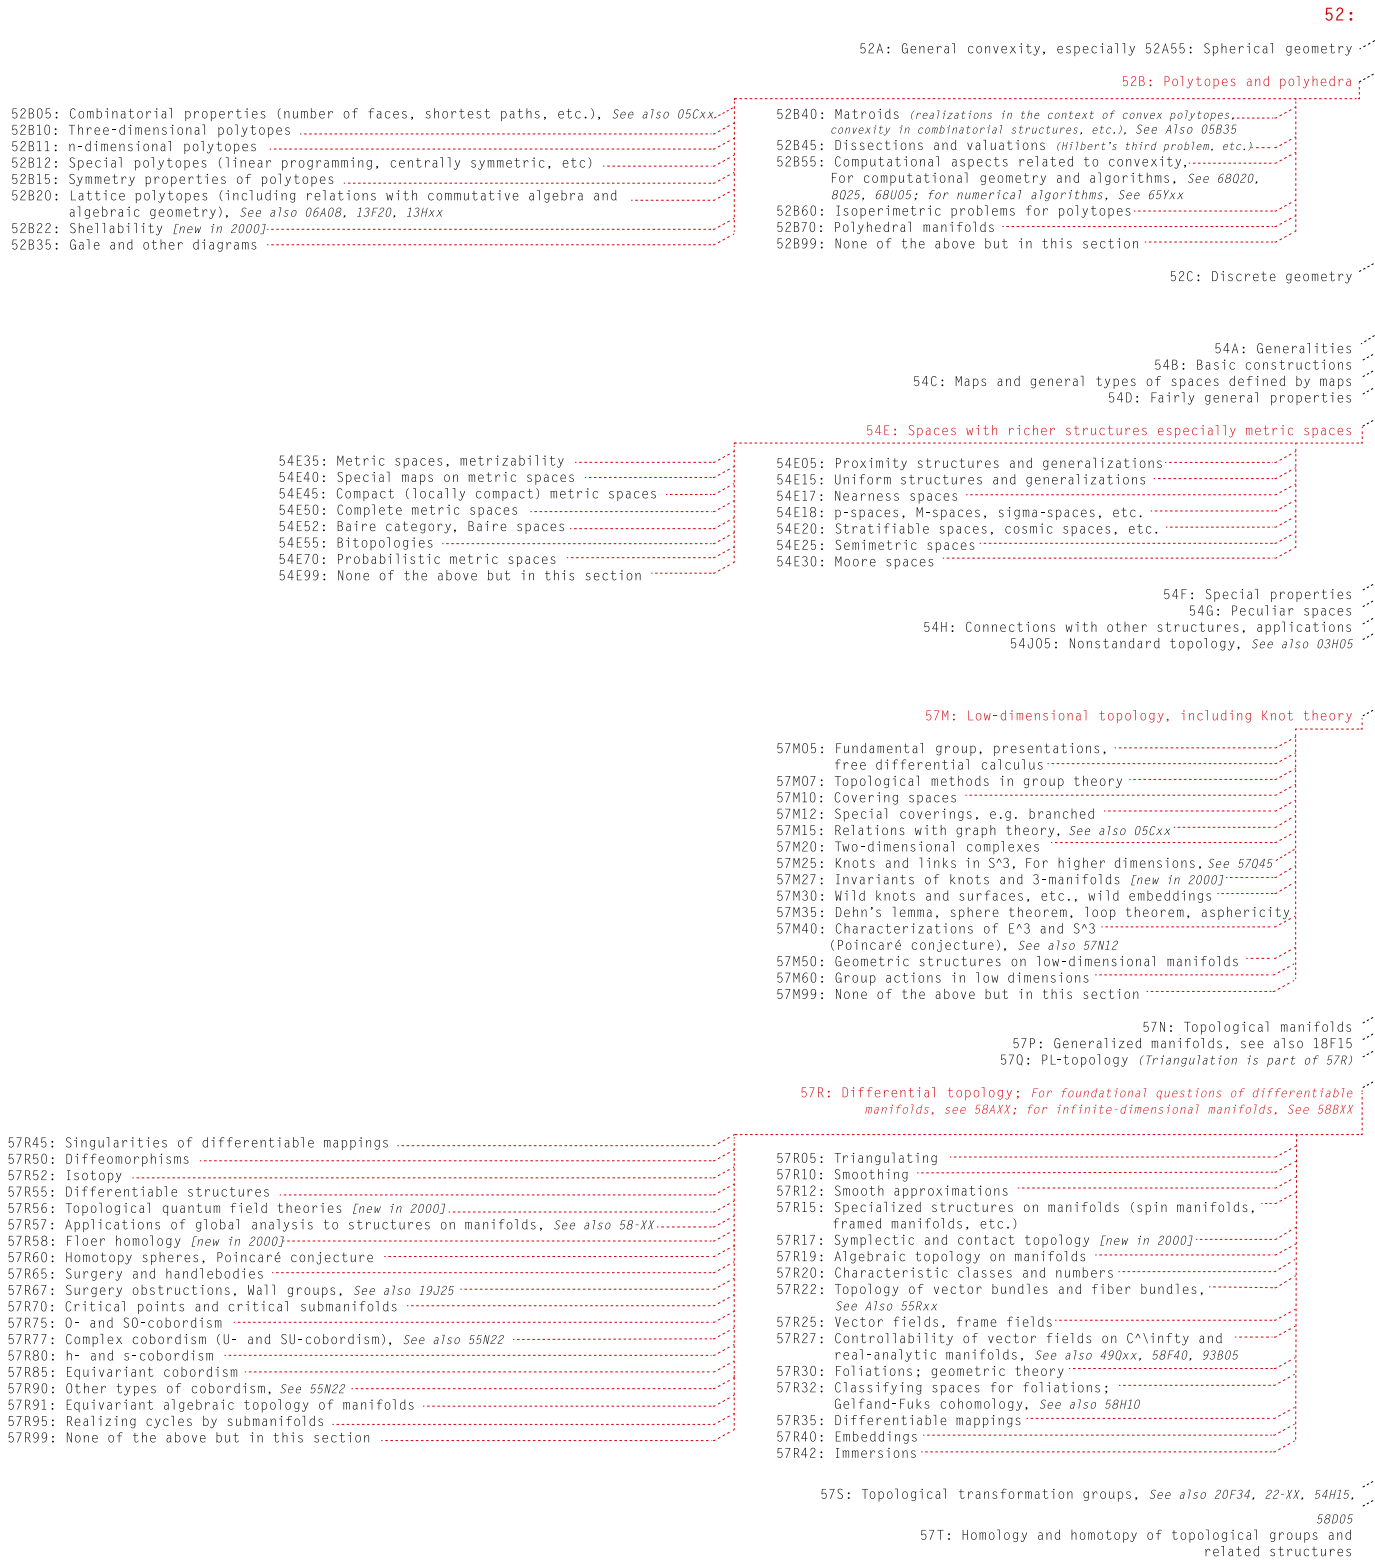 52:
52A: General convexity, especially 52A55: Spherical geometry
52B: Polytopes and polyhedra
52B05: Combinatorial properties (number of faces, shortest paths, etc.), See also 05Cxx
52B10: Three-dimensional polytopes
52B11: n-dimensional polytopes
52B12: Special polytopes (linear programming, centrally symmetric, etc)
52B15: Symmetry properties of polytopes
52B20: Lattice polytopes (including relations with commutative algebra and
algebraic geometry), See also 06A08, 13F20, 13Hxx
52B22: Shellability [new in 2000]
52B35: Gale and other diagrams
52B40: Matroids (realizations in the context of convex polytopes,
convexity in combinatorial structures, etc.), See Also 05B35
52B45: Dissections and valuations (Hilbert's third problem, etc.)
52B55: Computational aspects related to convexity,
For computational geometry and algorithms, See 68Q20,
8Q25, 6BU05; for numerical algorithms, See 65Yxx
52B60: Isoperimetric problems for polytopes
52B70: Polyhedral manifolds
52B99: None of the above but in this section
52C: Discrete geometry
54A: Generalities
54B: Basic constructions
54C: Maps and general types of spaces defined by maps
54D: Fairly general properties
54E: Spaces with richer structures especially metric spaces
54E35: Metric spaces, metrizability
54E40: Special maps on metric spaces
54E45: Compact (locally compact) metric spaces
54E50: Complete metric spaces
54E52: Baire category, Baire spaces
54E55: Bitopologies
54E70: Probabilistic metric spaces
54E99: None of the above but in this section
54E05: Proximity structures and generalizations
54E15: Uniform structures and generalizations
54E17: Nearness spaces
54E18: p-spaces, M-spaces, sigma-spaces, etc.
54E20: Stratifiable spaces, cosmic spaces, etc.
54E25: Semimetric spaces
54E30: Moore spaces
54F: Special properties
54G: Peculiar spaces
54H: Connections with other structures, applications
54J05: Nonstandard topology, See also 03H05
57M: Low-dimensional topology, including Knot theory
57M05: Fundamental group, presentations,
free differential calculus
57M07: Topological methods in group theory
57M10: Covering spaces
57M12: Special coverings, e.g. branched
57M15: Relations with graph theory, See also 05Cxx
57M20: Two-dimensional complexes
57M25: Knots and links in S^3, For higher dimensions, See 57Q45
57M27: Invariants of knots and 3-manifolds [new in 2000]
57M30: Wild knots and surfaces, etc., wild embeddings
57M35: Dehn's lemma, sphere theorem, loop theorem, asphericity
57M40: Characterizations of E^3 and S^3
(Poincaré conjecture), See also 57N12
57M50: Geometric structures on low-dimensional manifolds
57M60: Group actions in low dimensions
57M99: None of the above but in this section
57N: Topological manifolds
57P: Generalized manifolds, see also 18F15
57Q: PL-topology (Triangulation is part of 57R)
57R: Differential topology; For foundational questions of differentiable
manifolds, see 58AXX; for infinite-dimensional manifolds, See 58BXX
57R45: Singularities of differentiable mappings
57R50: Diffeomorphisms
57R52: Isotopy
57R55: Differentiable structures
57R56: Topological quantum field theories [new in 2000]
57R57: Applications of global analysis to structures on manifolds, See also 58-XX
57R58: Floer homology [new in 2000]
57R60: Homotopy spheres, Poincaré conjecture
57R65: Surgery and handlebodies
57R67: Surgery obstructions, Wall groups, See also 19J25
57R70: Critical points and critical submanifolds
57R75: O- and SO-cobordism
57R77: Complex cobordism (U- and SU-cobordism), See also 55N22
57R80: h- and s-cobordism
57R85: Equivariant cobordism
57R90: Other types of cobordism, See 55N22
57R91: Equivariant algebraic topology of manifolds
57R95: Realizing cycles by submanifolds
57R99: None of the above but in this section
57R05: Triangulating
57R10: Smoothing
57R12: Smooth approximations
57R15: Specialized structures on manifolds (spin manifolds,
framed manifolds, etc.)
57R17: Symplectic and contact topology [new in 2000]
57R19: Algebraic topology on manifolds
57R20: Characteristic classes and numbers
57R22: Topology of vector bundles and fiber bundles,
See Also 55Rxx
57R25: Vector fields, frame fields
57R27: Controllability of vector fields on C^\infty and
real-analytic manifolds, See also 49Qxx, 58F40, 93B05
57R30: Foliations; geometric theory
57R32: Classifying spaces for foliations;
Gelfand-Fuks cohomology, See also 58H10
57R35: Differentiable mappings
57R40: Embeddings
57R42: Immersions
57S: Topological transformation groups, See also 20F34, 22-XX, 54H15,
58D05
57T: Homology and homotopy of topological groups and
related structures